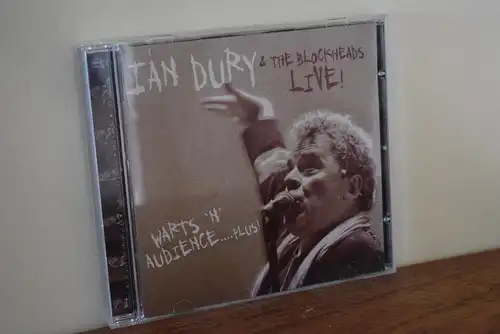 IAN DURY & THE BLOCKHEADS
LIVE!
WARTS 'N'
AUDIENCE.....PLUS!